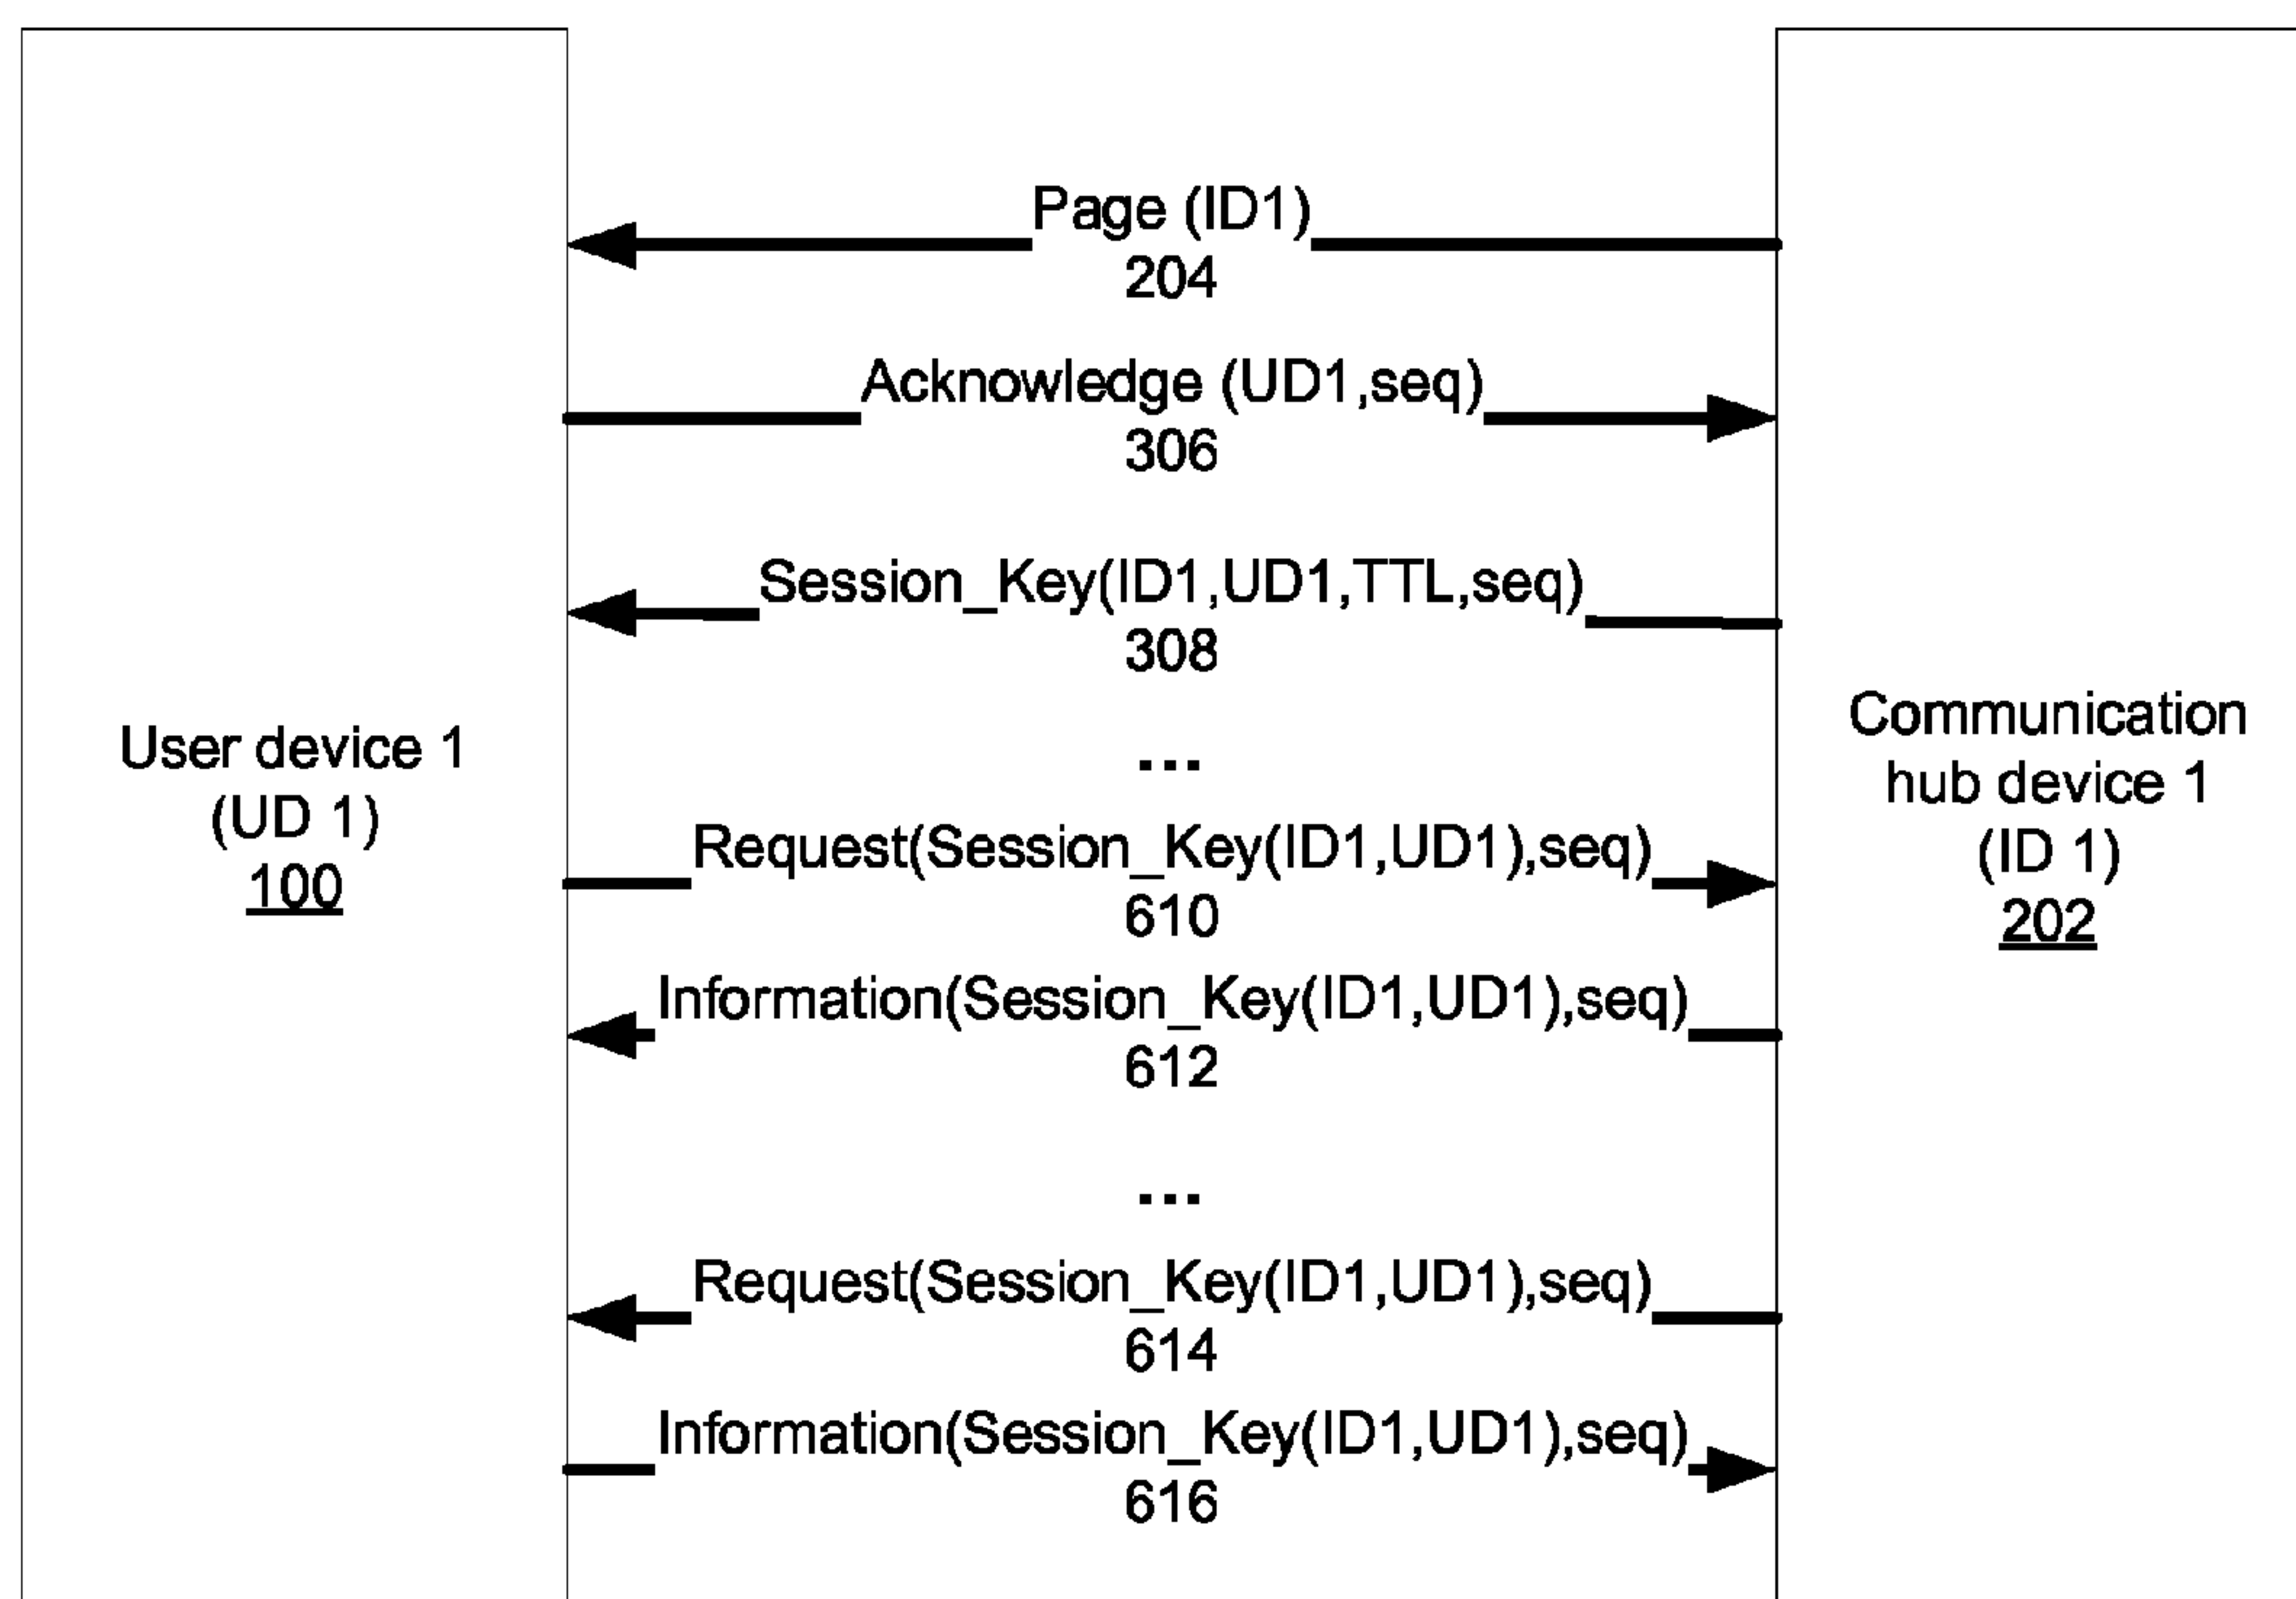 Page (ID1)
204
Acknowledge (UD1,seq)
306
Session_Key(ID1,UD1,TTL,seq)
308
...
User device 1
(UD 1)
100
Communication
hub device 1
(ID 1)
202
Request(Session_Key(ID1,UD1),seq)
610
Information(Session_Key(ID1,UD1),seq)
612
...
Request(Session_Key(ID1,UD1),seq)
614
Information(Session_Key(ID1,UD1),seq)
616